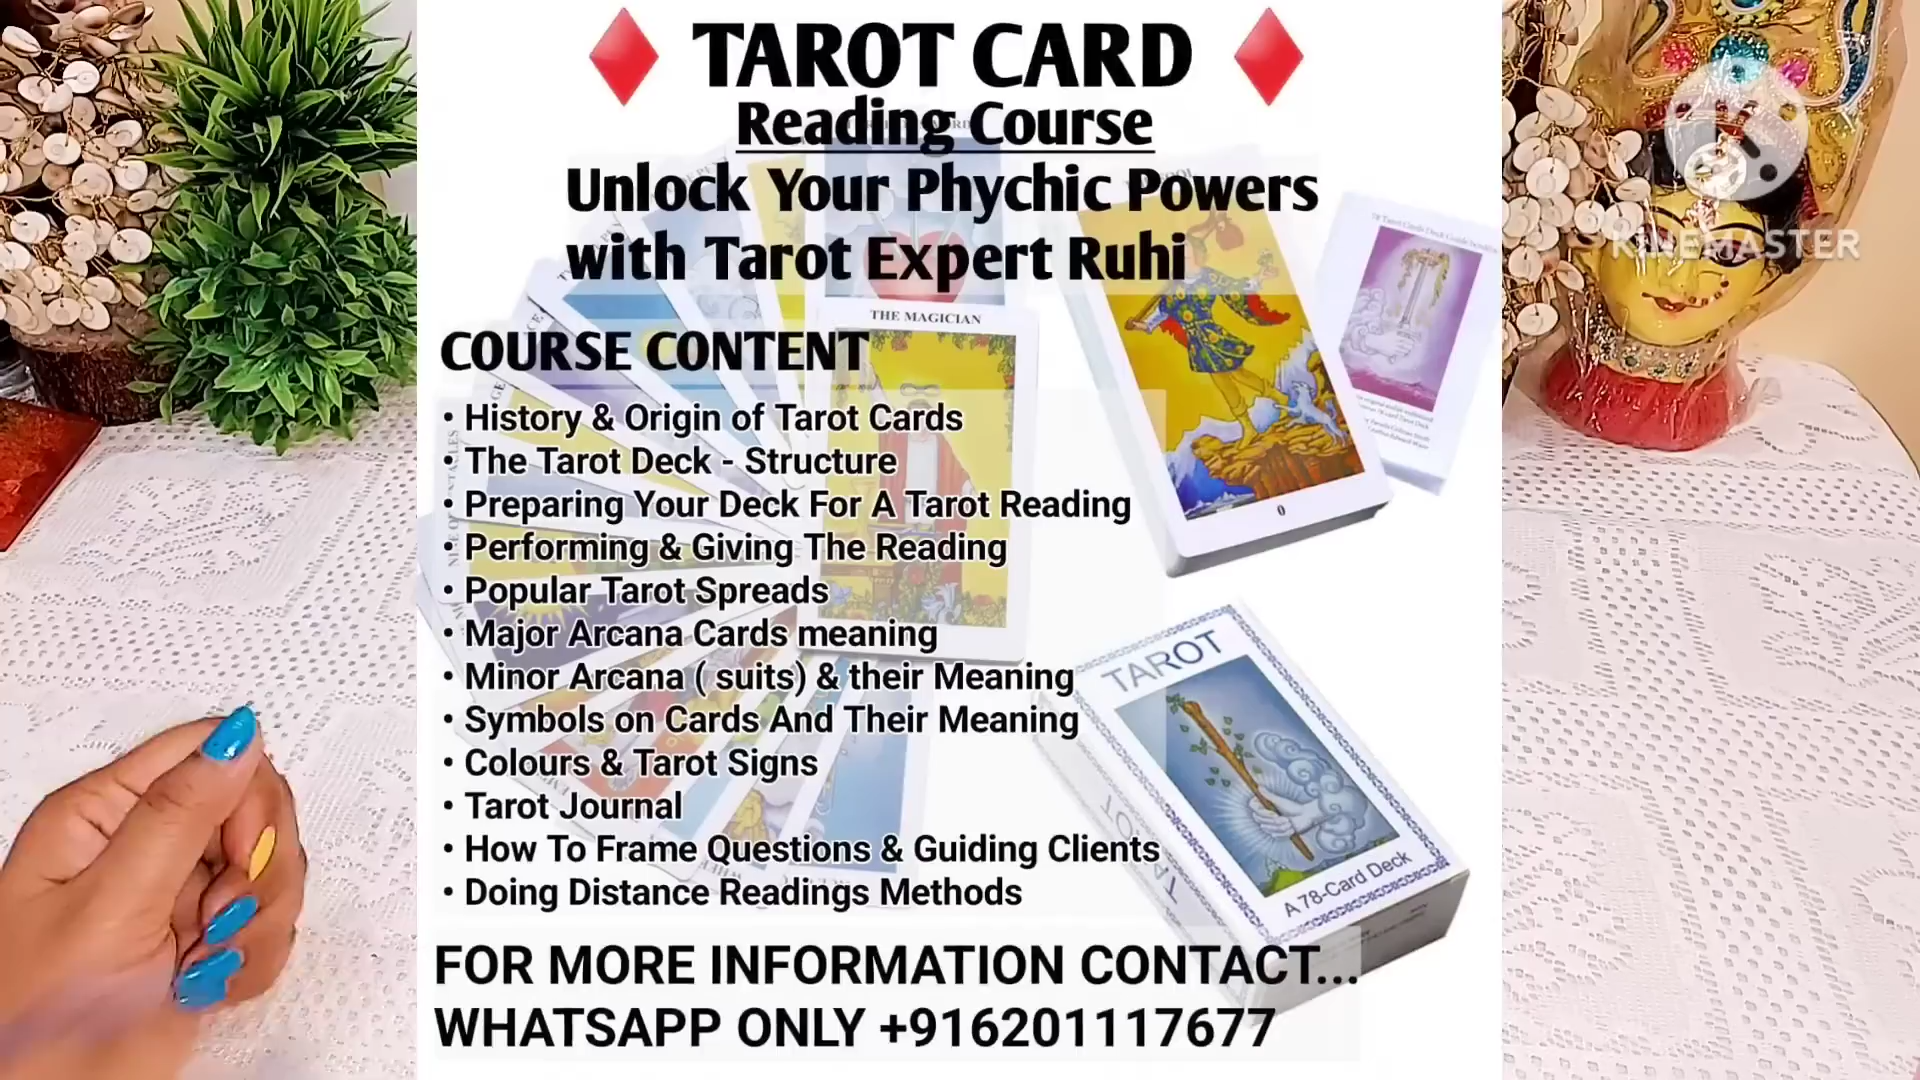 TAROT CARD
Reading Course
Unlock Your Phychic Powers
with Tarot Expert Ruhi
THE MAGICIAN
COURSE CONTENT
• History & Origin of Tarot Cards
• The Tarot Deck - Structure
• Preparing Your Deck For A Tarot Reading
• Performing & Giving The Reading
• Popular Tarot Spreads
• Major Arcana Cards meaning
• Minor Arcana ( suits) & their Meaning
• Symbols on Cards And Their Meaning
• Colours & Tarot Signs
• Tarot Journal
• How To Frame Questions & Guiding Clients
• Doing Distance Readings Methods
FOR MORE INFORMATION CONTACT...
WHATSAPP ONLY +916201117677
0
TAROT
A 78-Card Deck
KINEMASTER